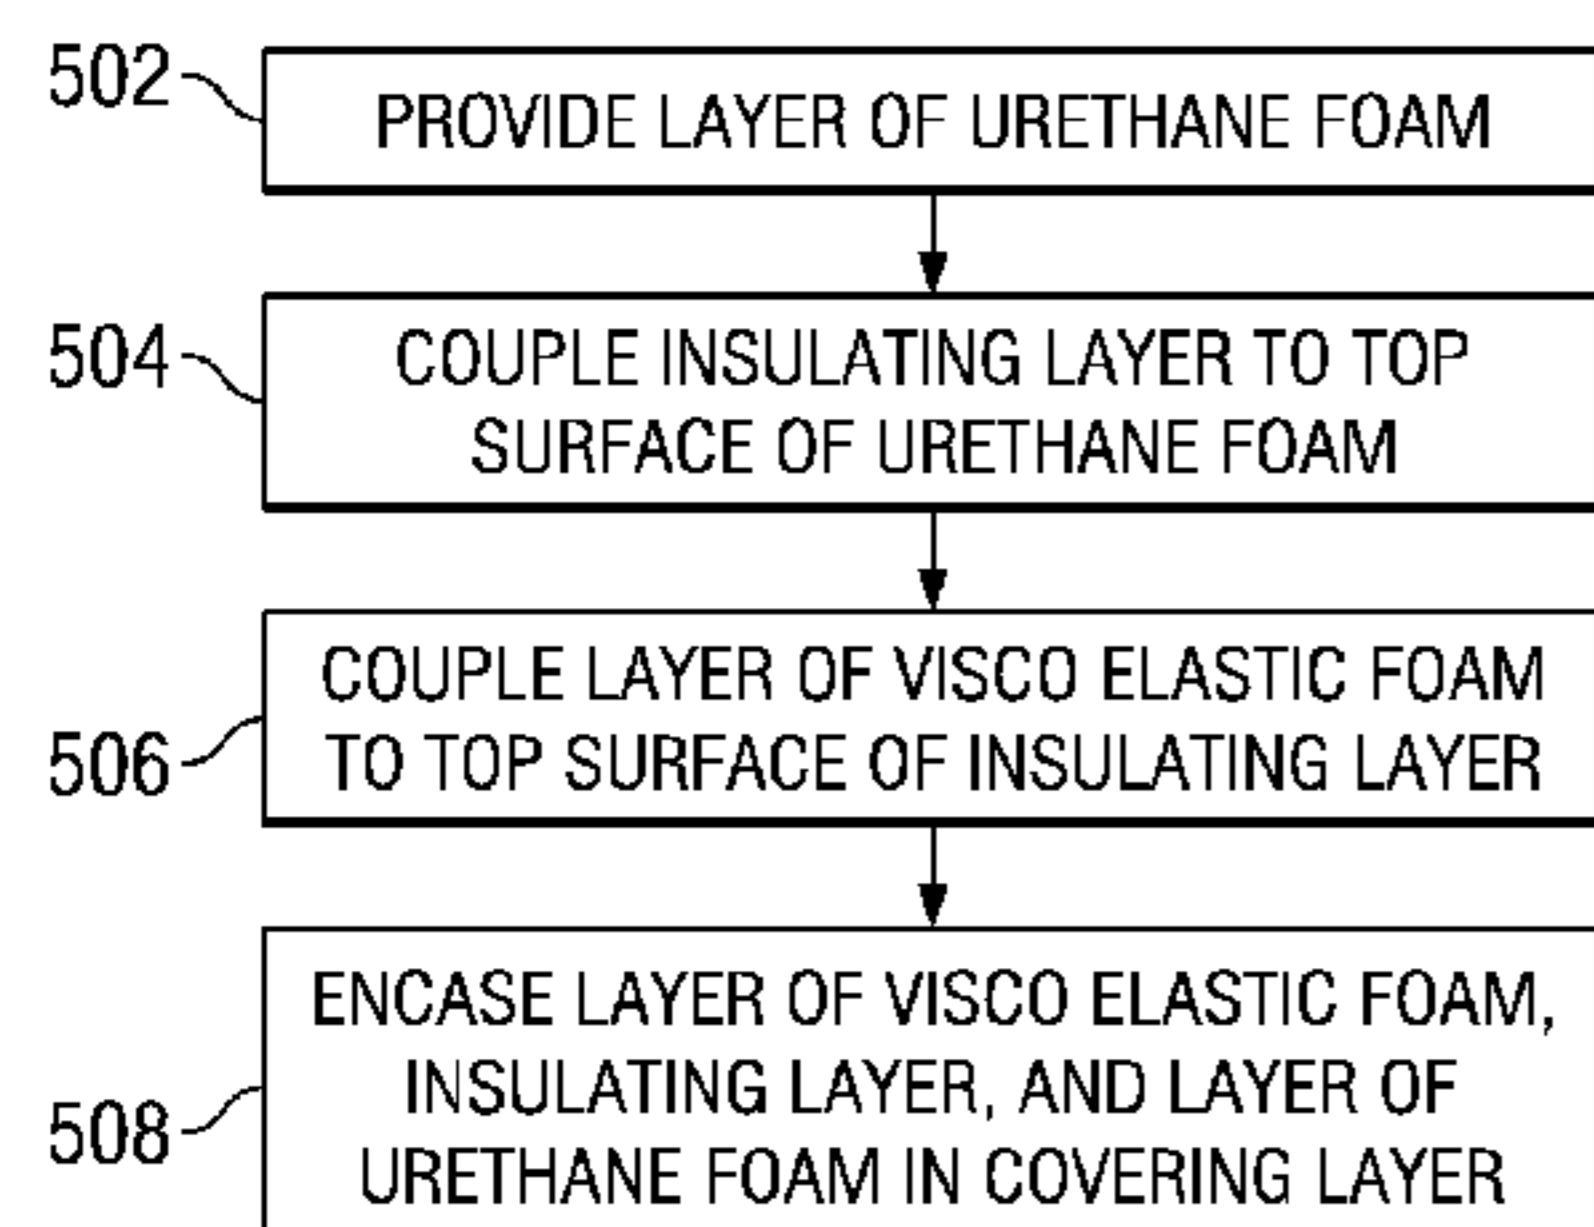 502
PROVIDE LAYER OF URETHANE FOAM
504
COUPLE INSULATING LAYER TO TOP
SURFACE OF URETHANE FOAM
506
COUPLE LAYER OF VISCO ELASTIC FOAM
TO TOP SURFACE OF INSULATING LAYER
508
ENCASE LAYER OF VISCO ELASTIC FOAM,
INSULATING LAYER, AND LAYER OF
URETHANE FOAM IN COVERING LAYER